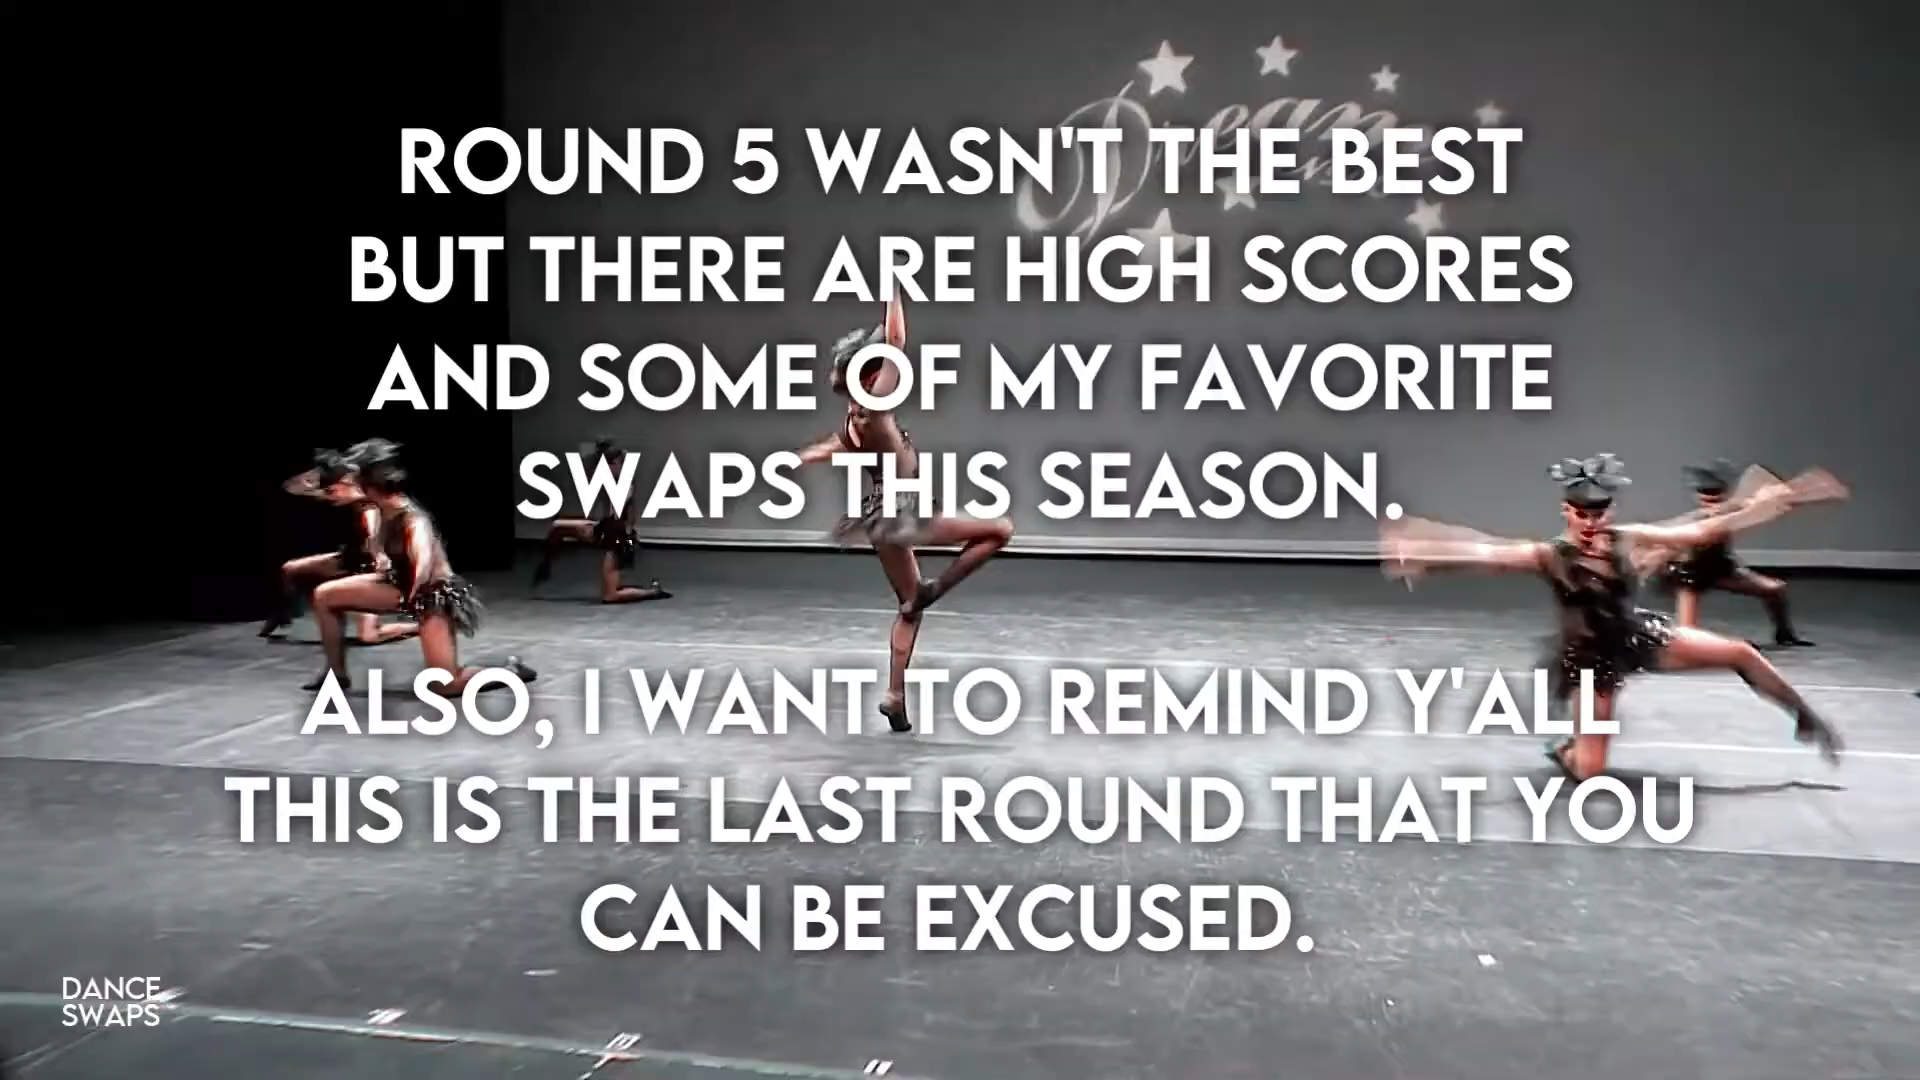 Dream
ROUND 5 WASN'T THE BEST
BUT THERE ARE HIGH SCORES
AND SOME OF MY FAVORITE
SWAPS THIS SEASON.
ALSO, I WANT TO REMIND Y'ALL
THIS IS THE LAST ROUND THAT YOU
CAN BE EXCUSED.
DANCE
SWAPS